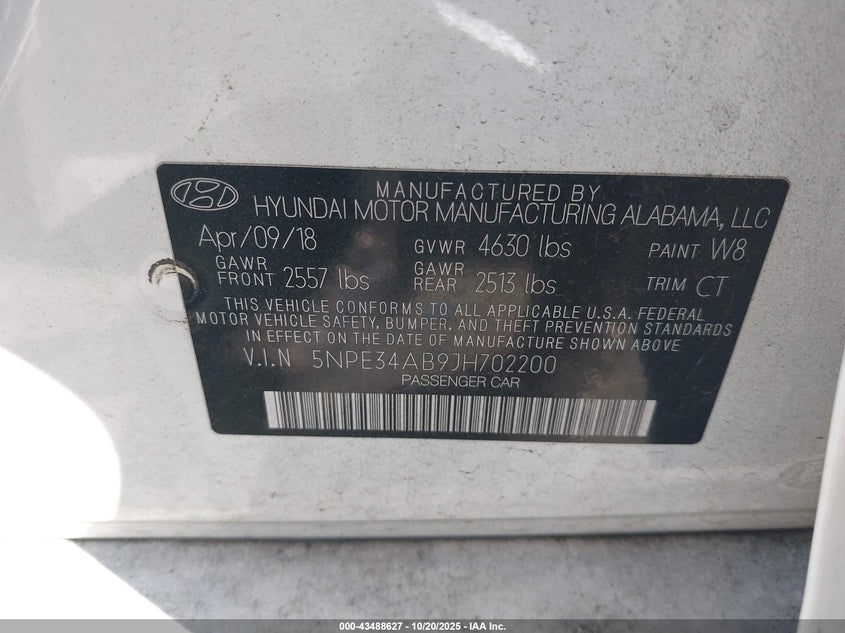 MANUFACTURED BY
HYUNDAI MOTOR MANUFACTURING ALABAMA, LLC
Apr/09/18 GVWR 4630 lbs PAINT W8
GAWR FRONT 2557 lbs GAWR REAR 2513 lbs TRIM CT
THIS VEHICLE CONFORMS TO ALL APPLICABLE U.S.A. FEDERAL
MOTOR VEHICLE SAFETY, BUMPER, AND THEFT PREVENTION STANDARDS
IN EFFECT ON THE DATE OF MANUFACTURE SHOWN ABOVE
V.I.N 5NPE34AB9JH702200
PASSENGER CAR
000-43488627 - 10/20/2025 - IAA Inc.